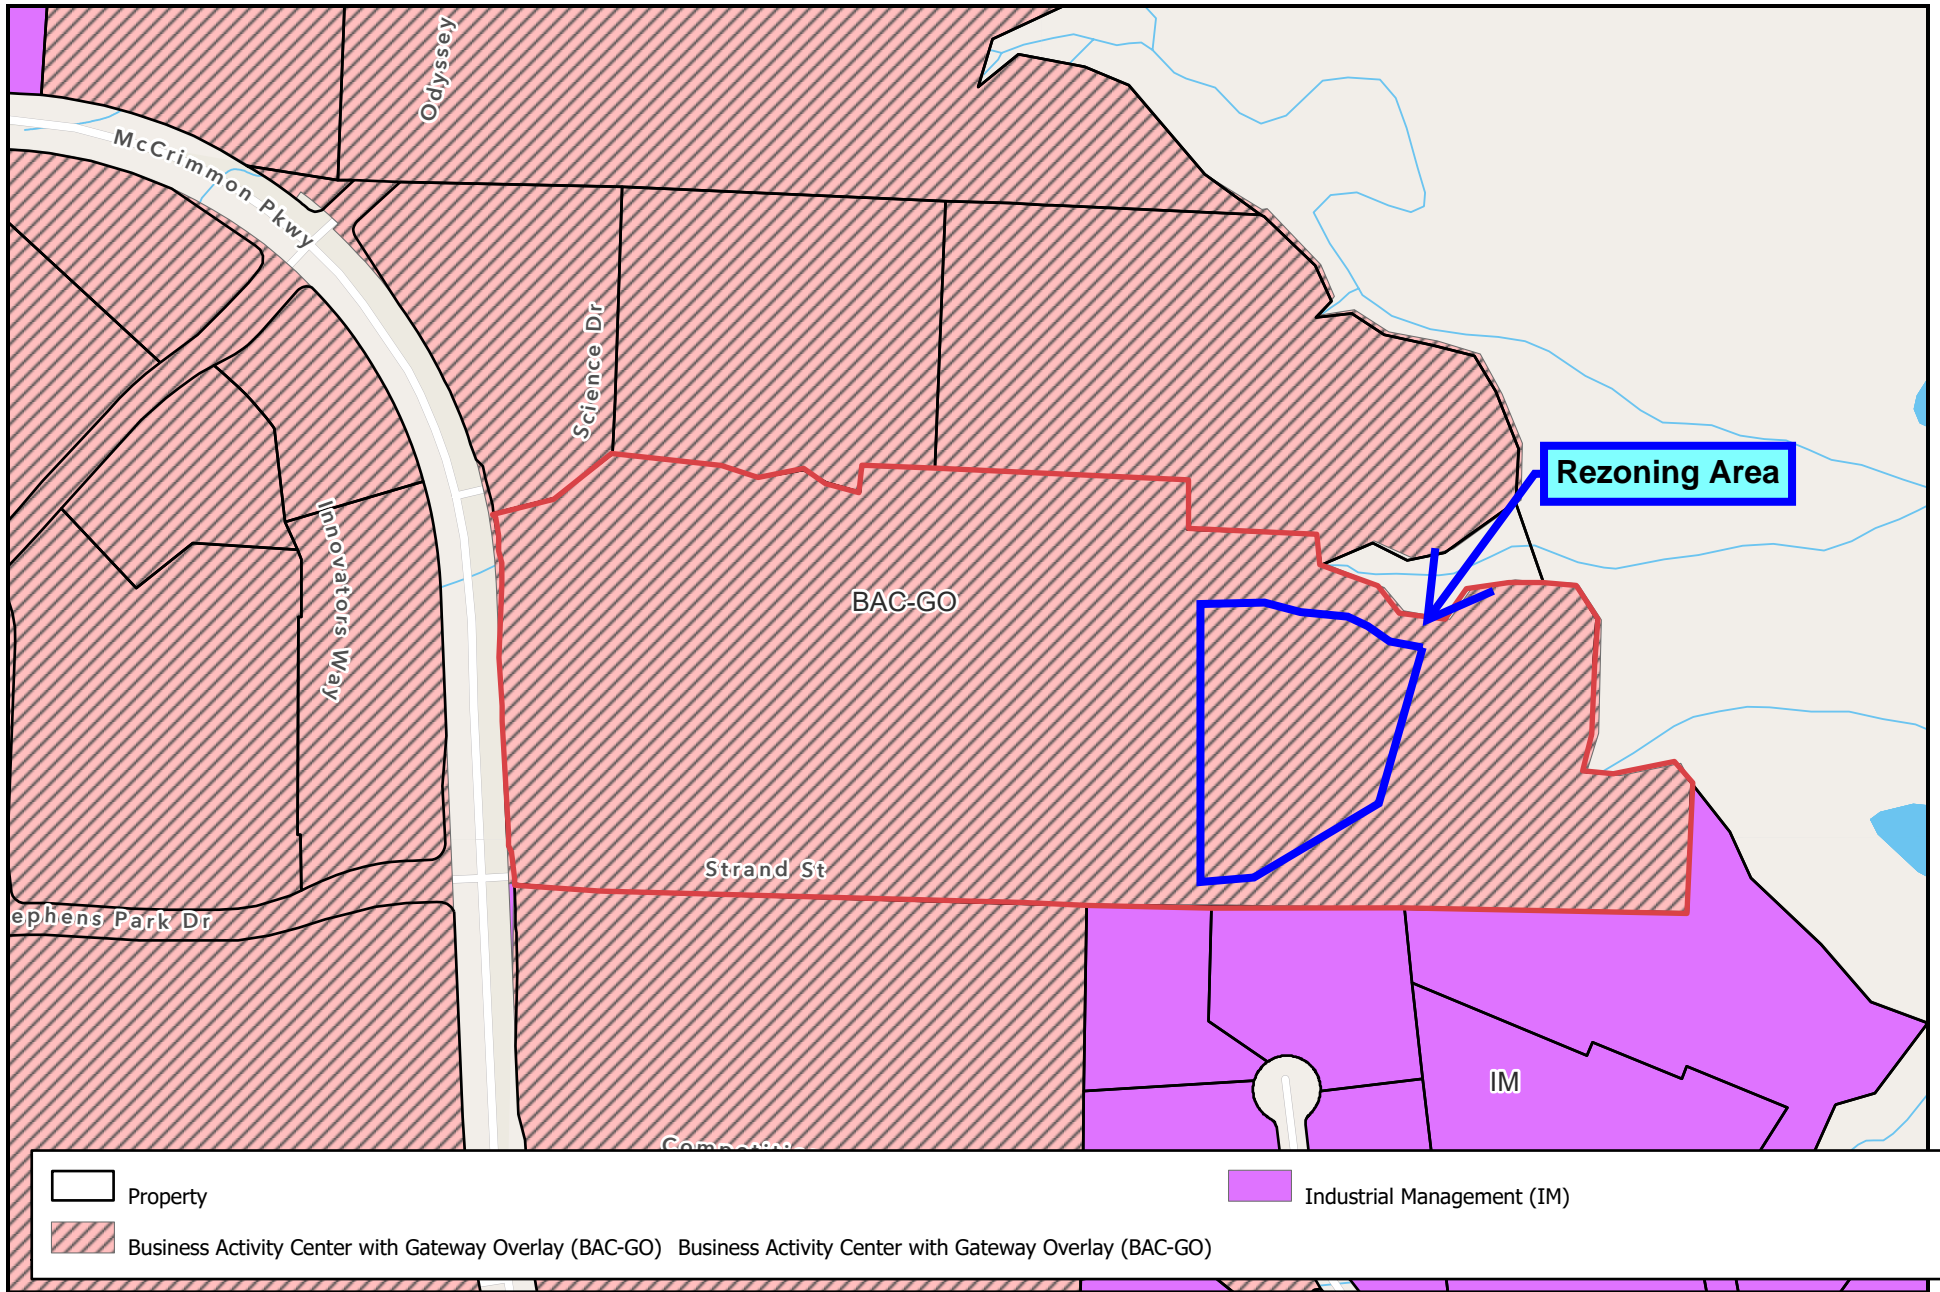 Odyssey
McCrimmon Pkwy
Science Dr
Rezoning Area
Innovators Way
BAC-GO
Strand St
ephens Park Dr
IM
Property
Industrial Management (IM)
Business Activity Center with Gateway Overlay (BAC-GO) Business Activity Center with Gateway Overlay (BAC-GO)